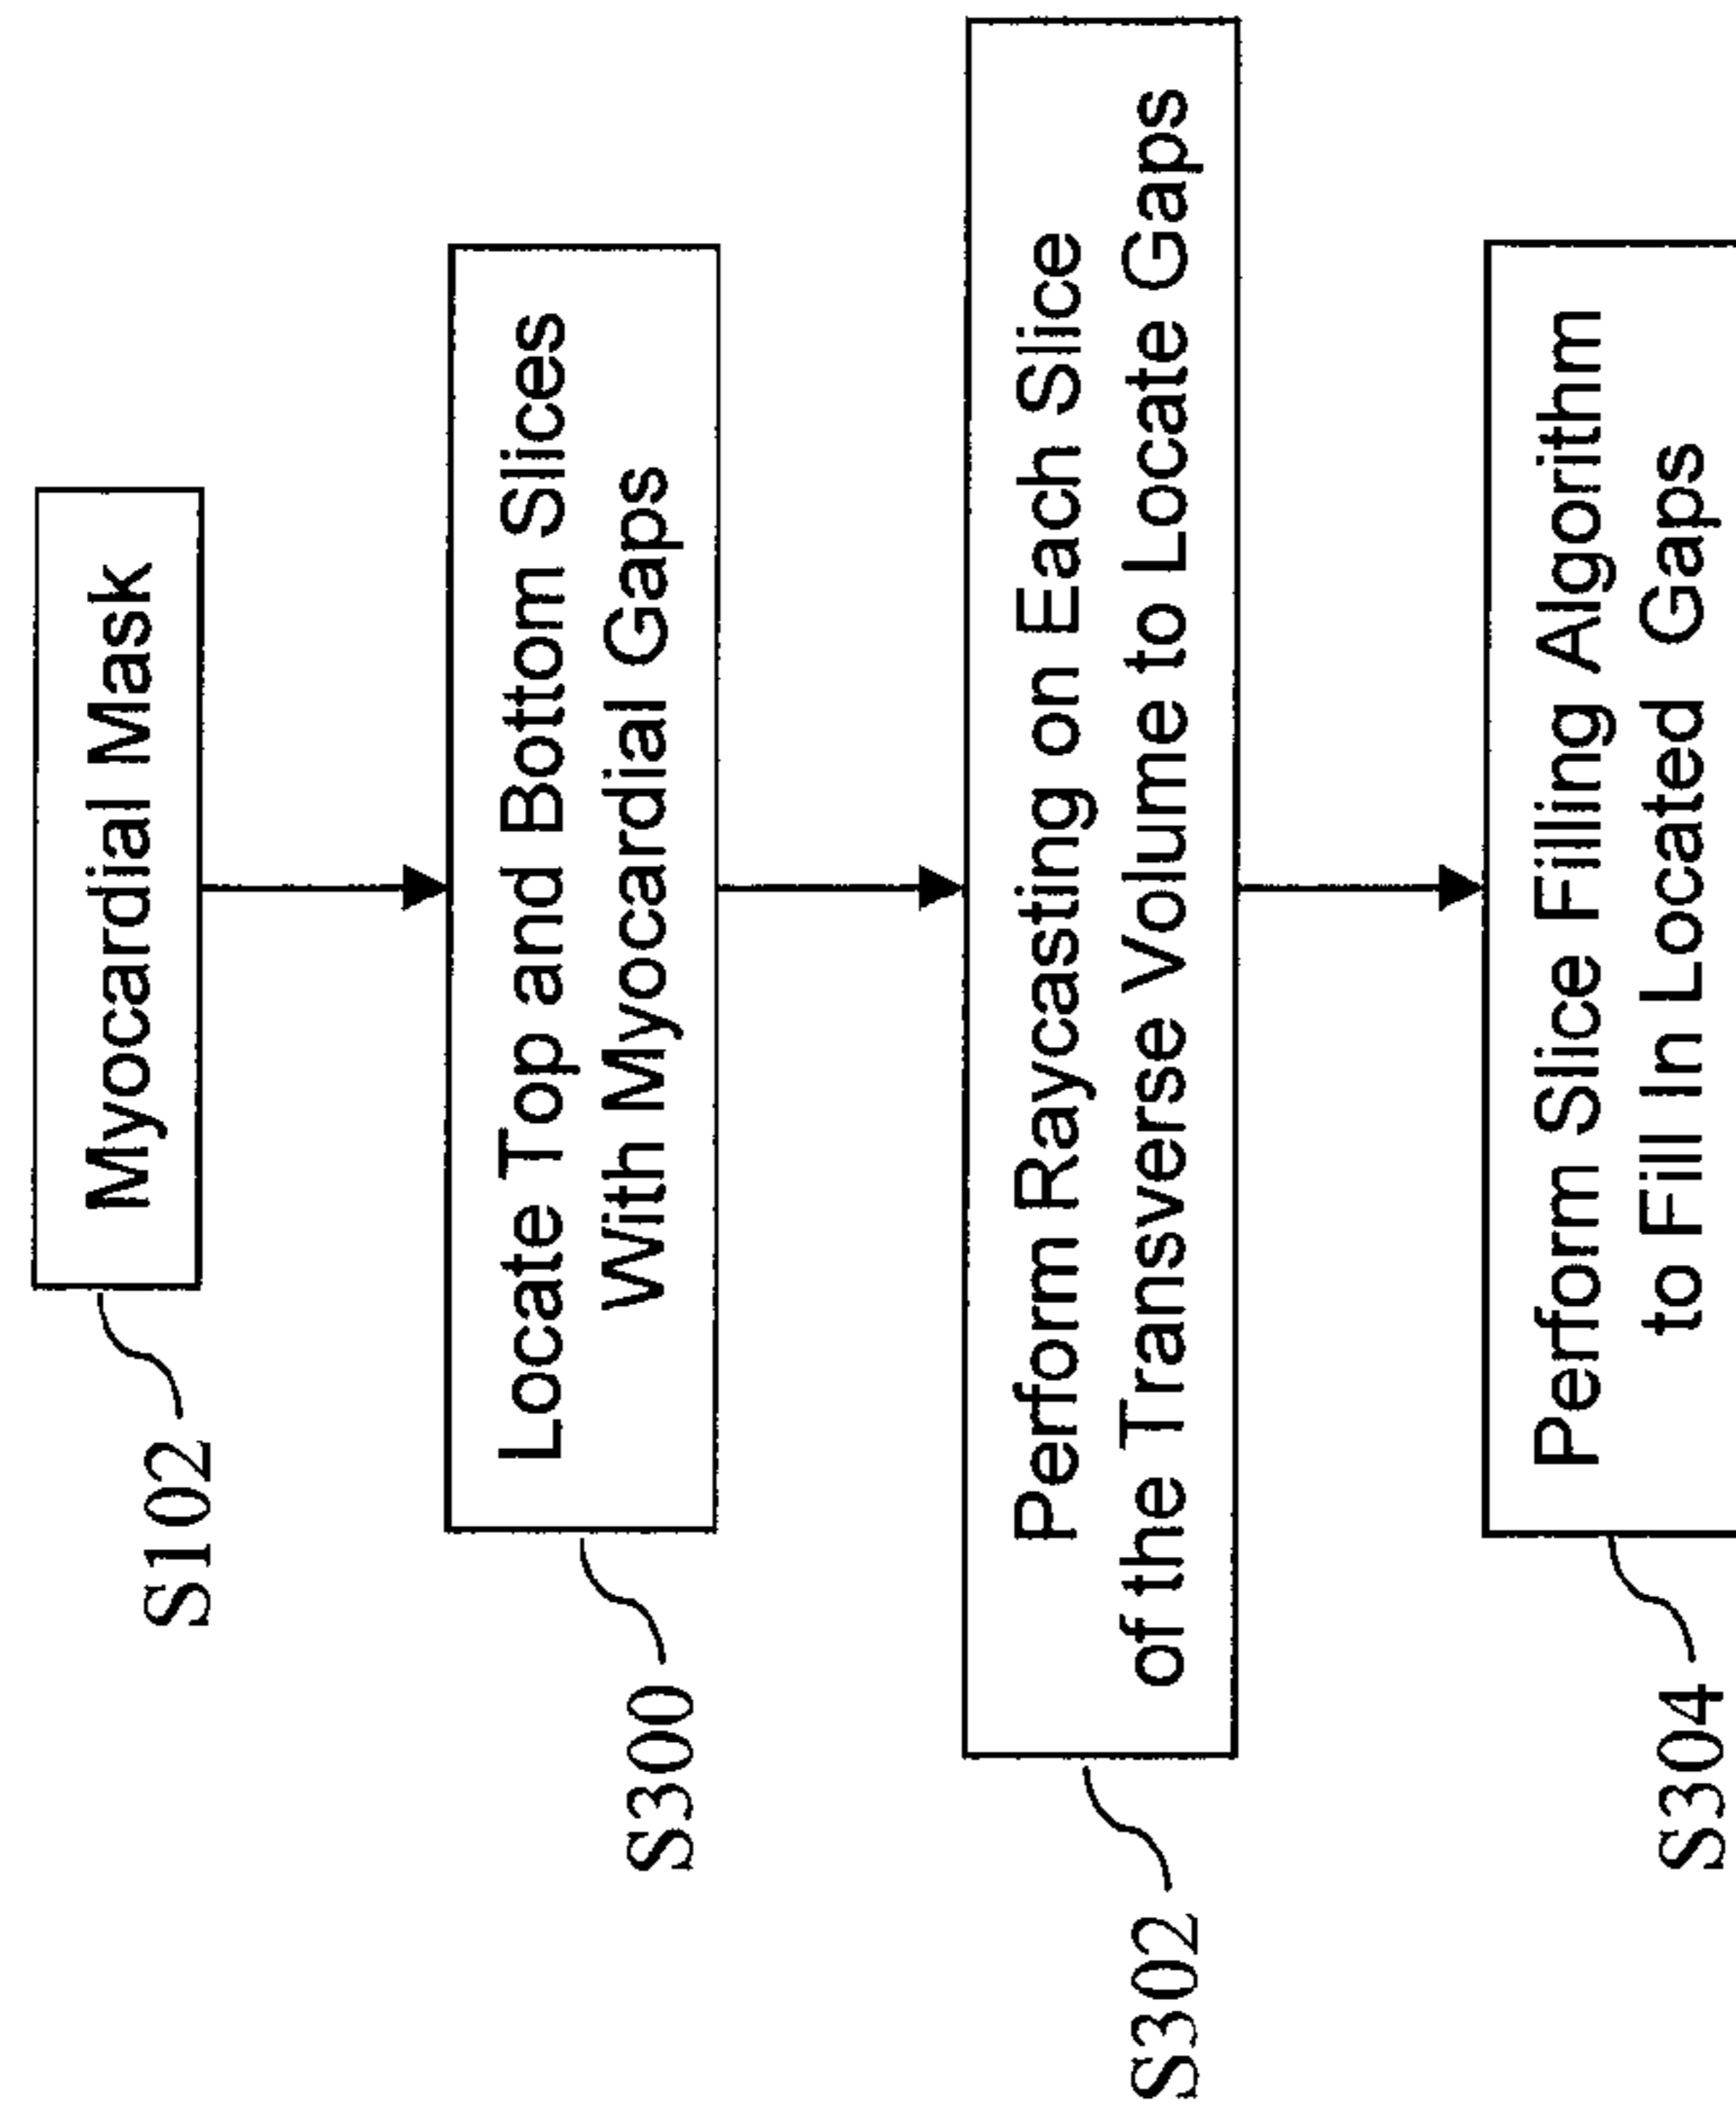 Myocardial Mask
S102
Locate Top and Bottom Slices
With Myocardial Gaps
S300
Perform Raycasting on Each Slice
of the Transverse Volume to Locate Gaps
S302
Perform Slice Filling Algorithm
to Fill In Located Gaps
S304